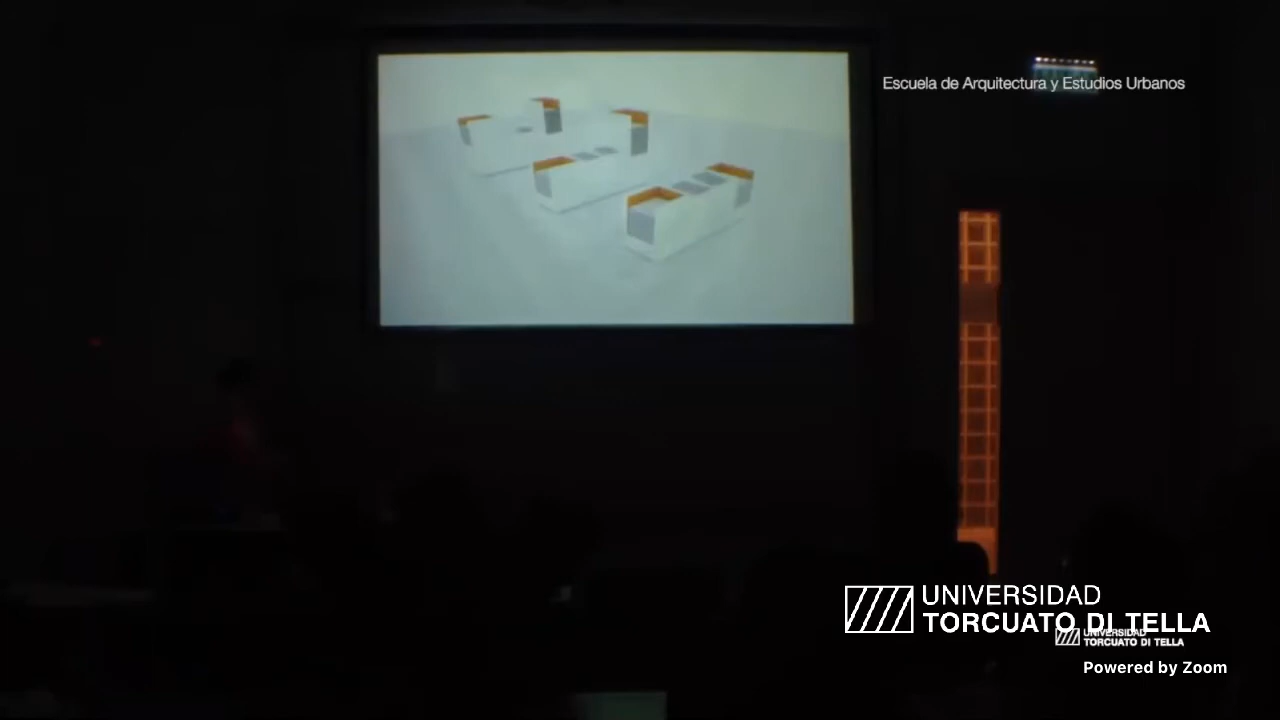 Escuela de Arquitectura y Estudios Urbanos
UNIVERSIDAD
TORCUATO DI TELLA
UNIVERSIDAD
TORCUATO DI TELLA
Powered by Zoom